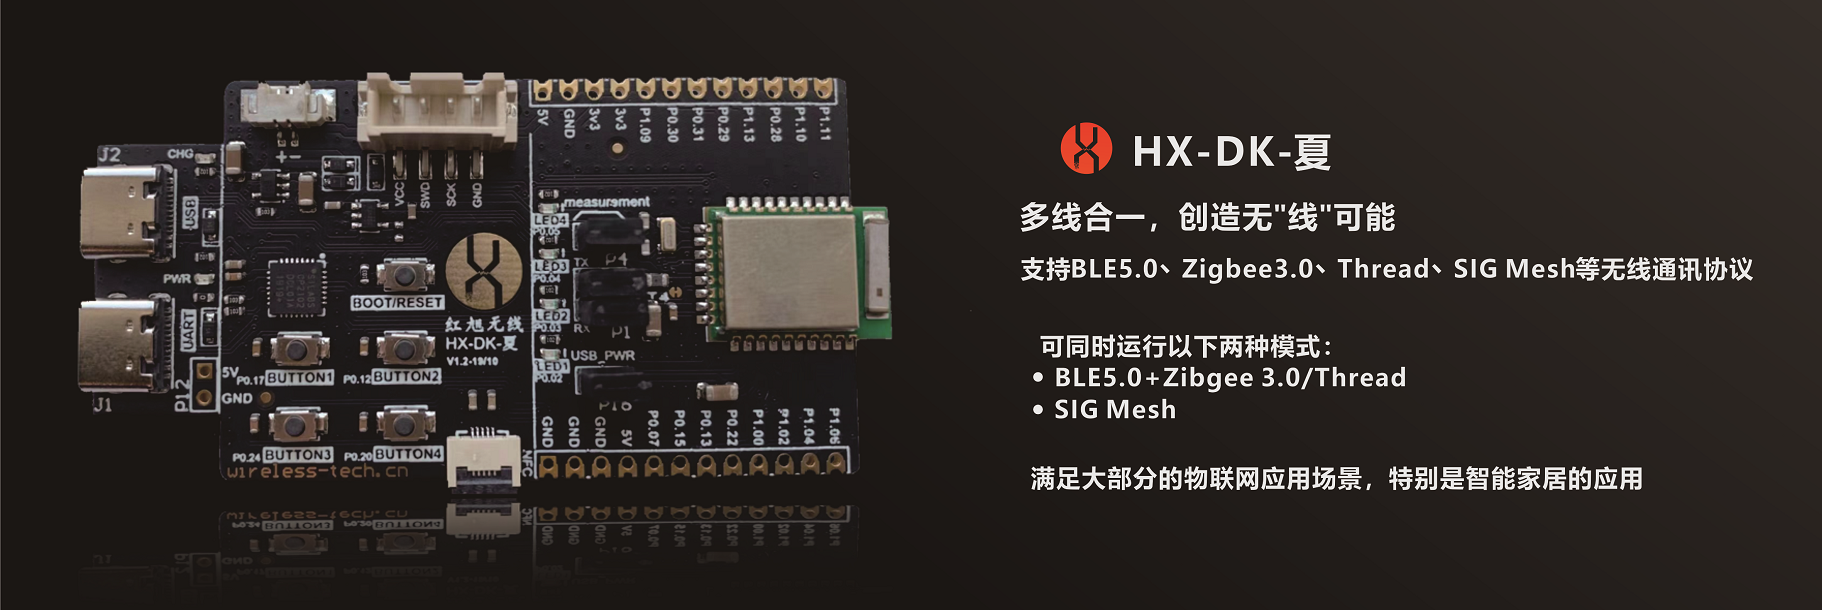 J2
CHG
USB
PWR
UART
J1
P12
5V
GND
+ -
VCC
SWD
SCK
GND
5V
GND
3v3
3v3
P1.09
P0.30
P0.31
P0.29
P1.13
P0.28
P1.10
P1.11
measurement
LED4
P0.05
P4
TX
LED3
P0.04
LED2
P0.03
RX
P1
USB_PWR
LED1
P0.02
BOOT/RESET
红旭无线
HX-DK-夏
V1.2-19/10
P0.17 BUTTON1
P0.12 BUTTON2
P0.24 BUTTON3
P0.20 BUTTON4
wireless-tech.cn
NFC
GND
GND
GND
5V
P0.07
P0.15
P0.13
P0.22
P1.00
P1.02
P1.04
P1.06
HX-DK-夏
多线合一，创造无"线"可能
支持BLE5.0、Zigbee3.0、Thread、SIG Mesh等无线通讯协议
可同时运行以下两种模式：
• BLE5.0+Zibgee 3.0/Thread
• SIG Mesh
满足大部分的物联网应用场景，特别是智能家居的应用